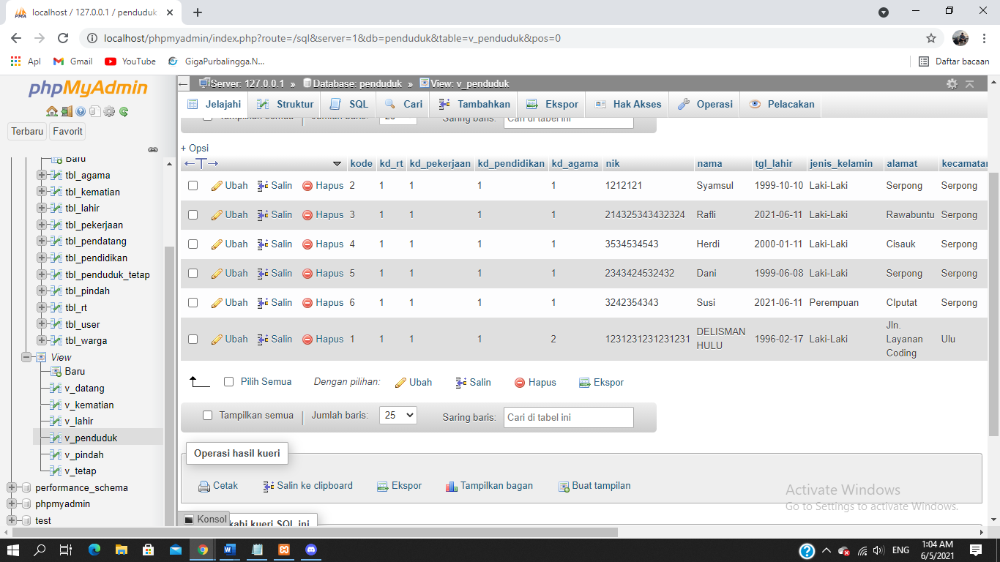 localhost / 127.0.0.1 / penduduk
localhost/phpmyadmin/index.php?route=/sql&server=1&db=penduduk&table=v_penduduk&pos=0
Apl Gmail YouTube GigaPurbalingga.N... Daftar bacaan
phpMyAdmin
Terbaru Favorit
Baru
tbl_agama
tbl_kematian
tbl_lahir
tbl_pekerjaan
tbl_pendatang
tbl_pendidikan
tbl_penduduk_tetap
tbl_pindah
tbl_rt
tbl_user
tbl_warga
View
Baru
v_datang
v_kematian
v_lahir
v_penduduk
v_pindah
v_tetap
performance_schema
phpmyadmin
test
Server: 127.0.0.1 » Database: penduduk » View: v_penduduk
Jelajahi Struktur SQL Cari Tambahkan Ekspor Hak Akses Operasi Pelacakan
Tampilkan semua Jumlah baris: 25 Saring baris: Cari di tabel ini
+ Opsi
←T→ kode kd_rt kd_pekerjaan kd_pendidikan kd_agama nik nama tgl_lahir jenis_kelamin alamat kecamatan
Ubah Salin Hapus 2 1 1 1 1 1212121 Syamsul 1999-10-10 Laki-Laki Serpong Serpong
Ubah Salin Hapus 3 1 1 1 1 214325343432324 Rafli 2021-06-11 Laki-Laki Rawabuntu Serpong
Ubah Salin Hapus 4 1 1 1 1 3534534543 Herdi 2000-01-11 Laki-Laki Cisauk Serpong
Ubah Salin Hapus 5 1 1 1 1 2343424532432 Dani 1999-06-08 Laki-Laki Serpong Serpong
Ubah Salin Hapus 6 1 1 1 1 3242354343 Susi 2021-06-11 Perempuan CIputat Serpong
Ubah Salin Hapus 1 1 1 1 2 1231231231231231 DELISMAN HULU 1996-02-17 Laki-Laki Jln. Layanan Coding Ulu
Pilih Semua Dengan pilihan: Ubah Salin Hapus Ekspor
Tampilkan semua Jumlah baris: 25 Saring baris: Cari di tabel ini
Operasi hasil kueri
Cetak Salin ke clipboard Ekspor Tampilkan bagan Buat tampilan
Konsol kahi kueri SQL ini
Activate Windows
Go to Settings to activate Windows.
ENG 1:04 AM
6/5/2021